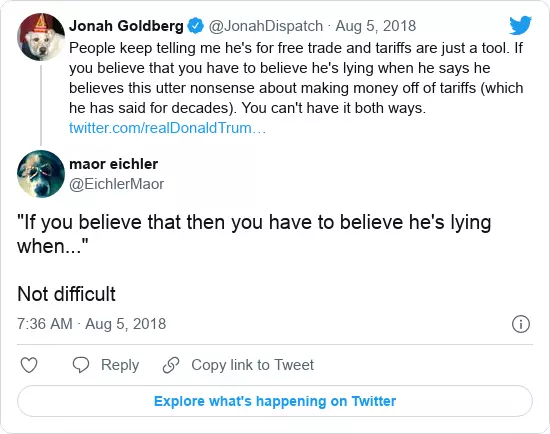 Jonah Goldberg @JonahDispatch · Aug 5, 2018
People keep telling me he's for free trade and tariffs are just a tool. If
you believe that you have to believe he's lying when he says he
believes this utter nonsense about making money off of tariffs (which
he has said for decades). You can't have it both ways.
twitter.com/realDonaldTrum…
maor eichler
@EichlerMaor
"If you believe that then you have to believe he's lying
when..."
Not difficult
7:36 AM · Aug 5, 2018
Reply
Copy link to Tweet
Explore what's happening on Twitter